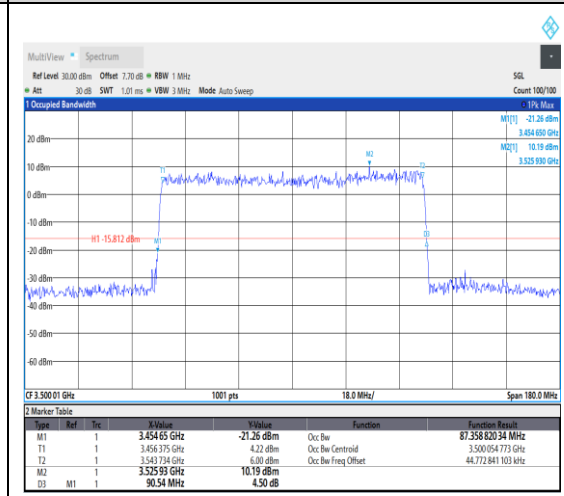 MultiView Spectrum
Ref Level 30.00 dBm Offset 7.70 dB RBW 1 MHz SGL
Att 30 dB SWT 1.01 ms VBW 3 MHz Mode Auto Sweep Count 100/100
1 Occupied Bandwidth 1Pk Max
M1[1] -21.26 dBm
3.454 650 GHz
20 dBm
M2[1] 10.19 dBm
3.525 930 GHz
M2
10 dBm
T1
T2
0 dBm
-10 dBm
H1 -15.812 dBm
M1
D3
-20 dBm
-30 dBm
-40 dBm
-50 dBm
-60 dBm
CF 3.500 01 GHz 1001 pts 18.0 MHz/ Span 180.0 MHz
2 Marker Table
Type Ref Trc X-Value Y-Value Function Function Result
M1 1 3.454 65 GHz -21.26 dBm Occ Bw 87.358 820 34 MHz
T1 1 3.456 375 GHz 4.22 dBm Occ Bw Centroid 3.500 054 773 GHz
T2 1 3.543 734 GHz 6.00 dBm Occ Bw Freq Offset 44.772 841 103 kHz
M2 1 3.525 93 GHz 10.19 dBm
D3 M1 1 90.54 MHz 4.50 dB